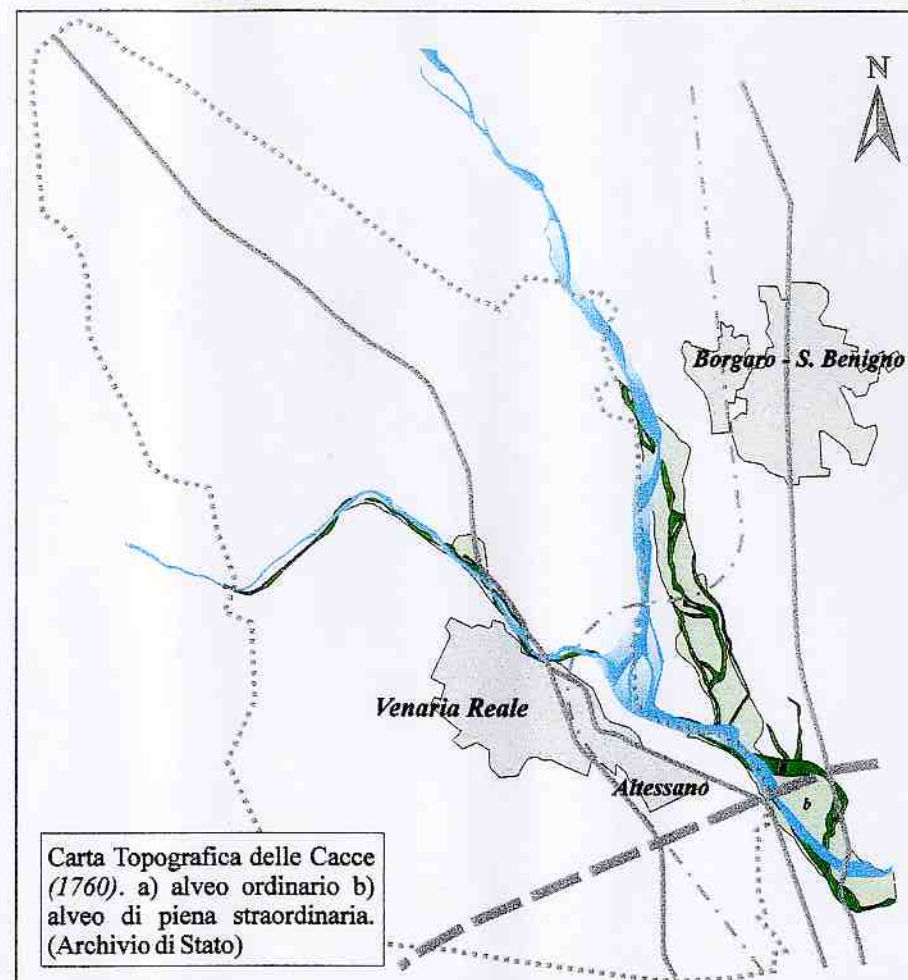 N
Borgaro - S. Benigno
Venaria Reale
Altessano
b
Carta Topografica delle Cacce
(1760). a) alveo ordinario b)
alveo di piena straordinaria.
(Archivio di Stato)